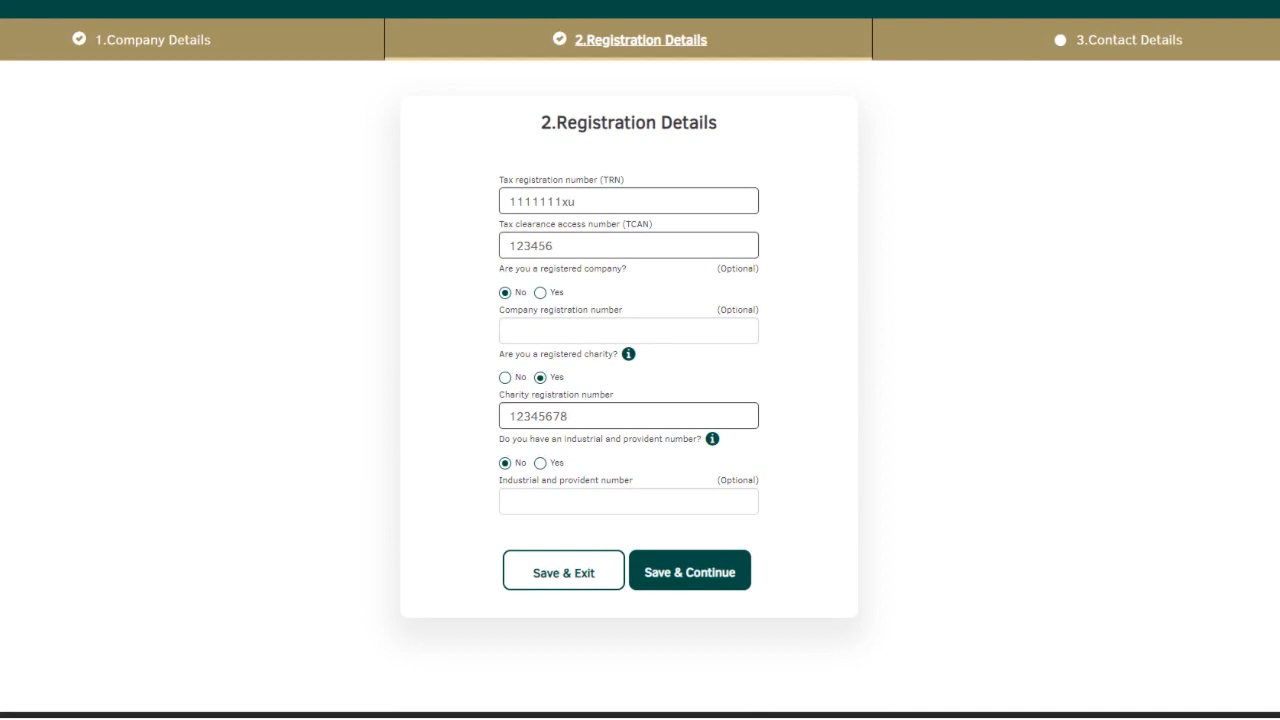 1.Company Details
2.Registration Details
3.Contact Details
2.Registration Details
Tax registration number (TRN)
1111111xu
Tax clearance access number (TCAN)
123456
Are you a registered company? (Optional)
No Yes
Company registration number (Optional)
Are you a registered charity? i
No Yes
Charity registration number
12345678
Do you have an industrial and provident number? i
No Yes
Industrial and provident number (Optional)
Save & Exit Save & Continue